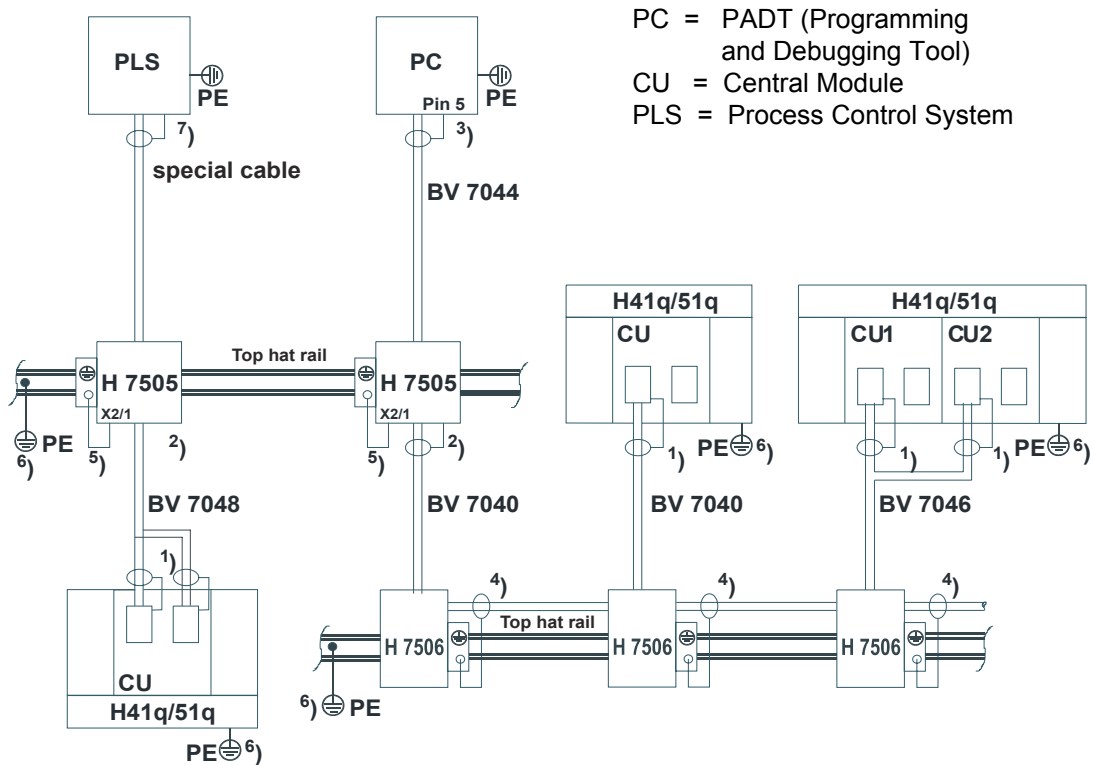 PC = PADT (Programming
and Debugging Tool)
CU = Central Module
PLS = Process Control System
PLS
PE
7)
special cable
PC
Pin 5
PE
3)
BV 7044
H41q/51q
CU
1)
PE 6)
H41q/51q
CU1 CU2
1) 1)
PE 6)
Top hat rail
H 7505
X2/1
PE
6)
5)
2)
H 7505
X2/1
5)
2)
BV 7048
BV 7040
BV 7040
BV 7046
1)
CU
H41q/51q
PE 6)
4)
4)
4)
Top hat rail
H 7506
H 7506
H 7506
6) PE